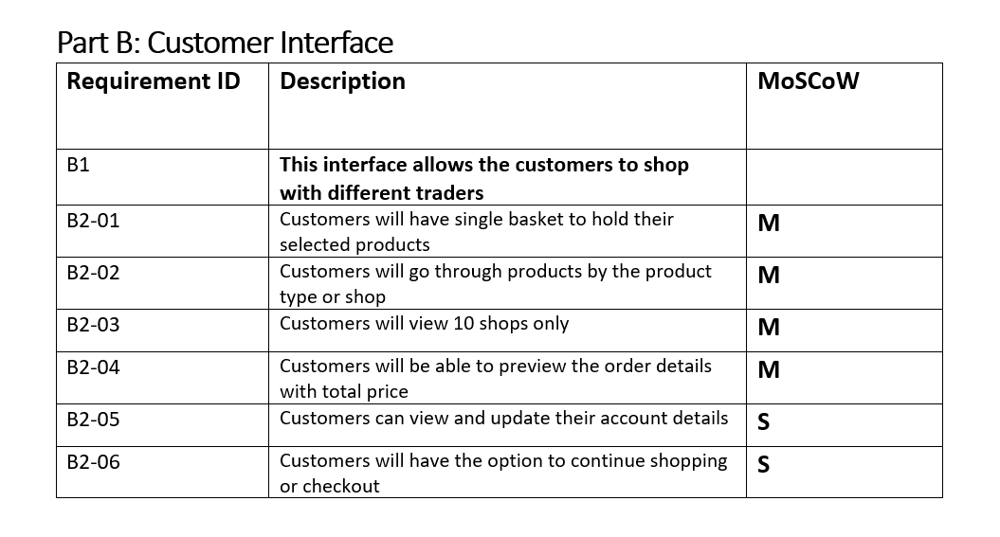 Part B: Customer Interface
Requirement ID Description MoSCoW
B1 This interface allows the customers to shop
with different traders
B2-01 Customers will have single basket to hold their M
selected products
B2-02 Customers will go through products by the product M
type or shop
B2-03 Customers will view 10 shops only M
B2-04 Customers will be able to preview the order details M
with total price
B2-05 Customers can view and update their account details S
B2-06 Customers will have the option to continue shopping S
or checkout